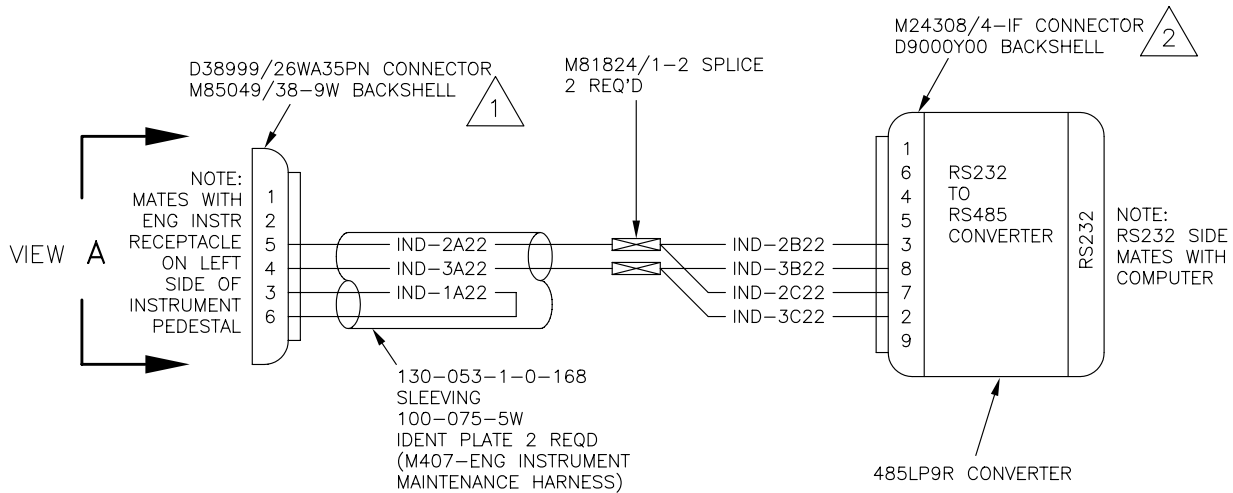 M24308/4-IF CONNECTOR
D9000Y00 BACKSHELL
2
D38999/26WA35PN CONNECTOR
M85049/38-9W BACKSHELL
1
M81824/1-2 SPLICE
2 REQ'D
VIEW A
NOTE:
MATES WITH
ENG INSTR
RECEPTACLE
ON LEFT
SIDE OF
INSTRUMENT
PEDESTAL
1
2
5
4
3
6
IND-2A22
IND-3A22
IND-1A22
IND-2B22
IND-3B22
IND-2C22
IND-3C22
1
6
4
5
3
8
7
2
9
RS232
TO
RS485
CONVERTER
RS232
NOTE:
RS232 SIDE
MATES WITH
COMPUTER
130-053-1-0-168
SLEEVING
100-075-5W
IDENT PLATE 2 REQD
(M407-ENG INSTRUMENT
MAINTENANCE HARNESS)
485LP9R CONVERTER